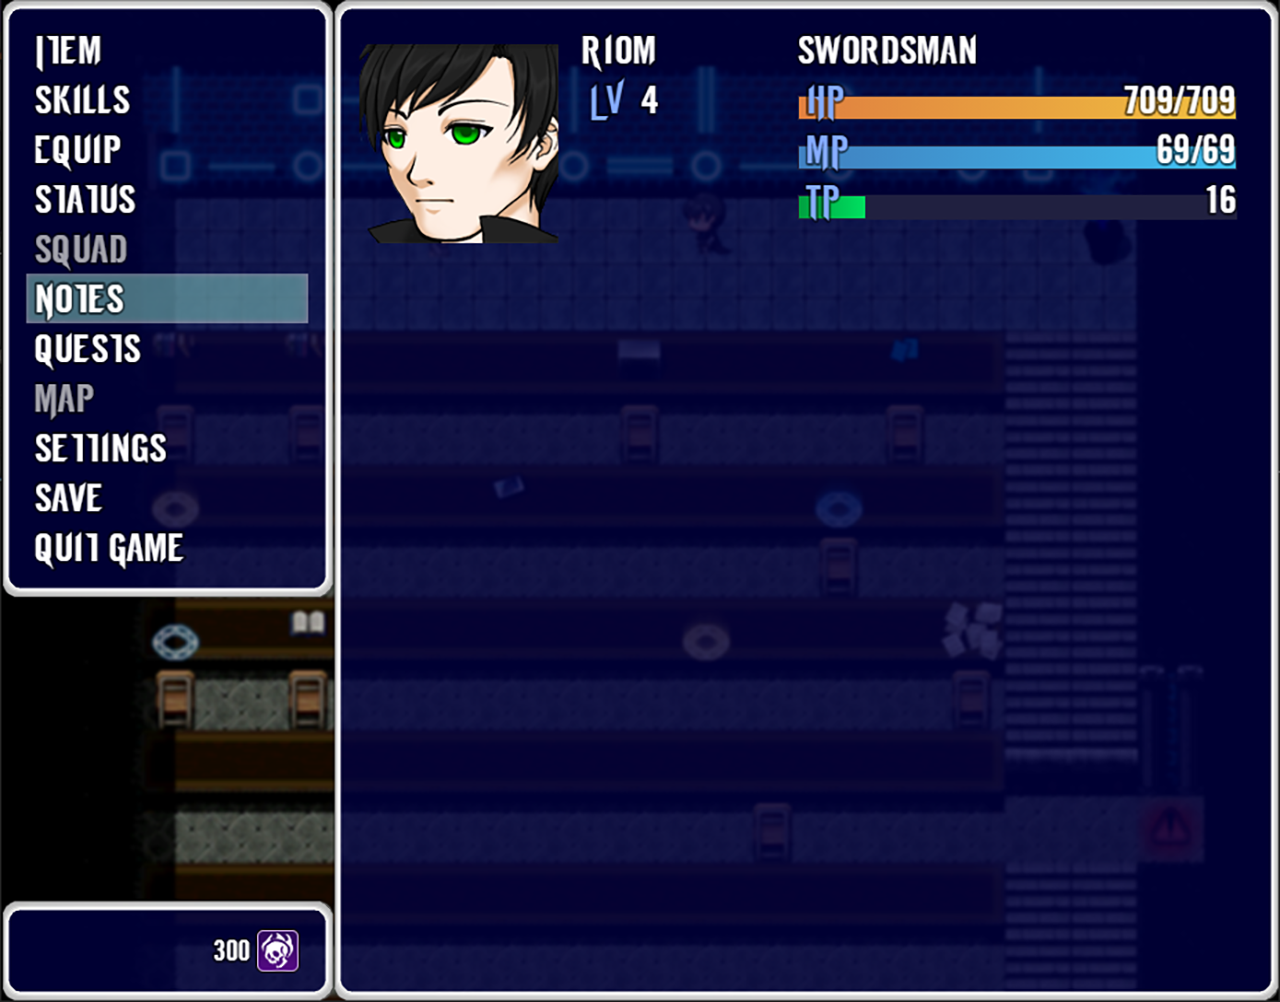 ITEM
SKILLS
EQUIP
STATUS
SQUAD
NOTES
QUESTS
MAP
SETTINGS
SAVE
QUIT GAME
300
RIOM
LV 4
SWORDSMAN
HP 709/709
MP 69/69
TP 16